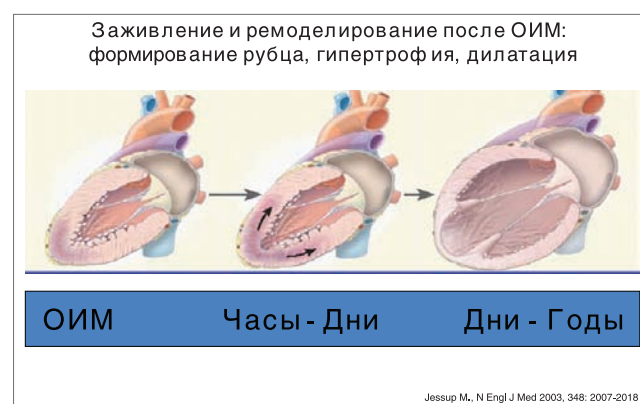 Заживление и ремоделирование после ОИМ:
формирование рубца, гипертрофия, дилатация
ОИМ
Часы - Дни
Дни - Годы
Jessup M., N Engl J Med 2003, 348: 2007-2018